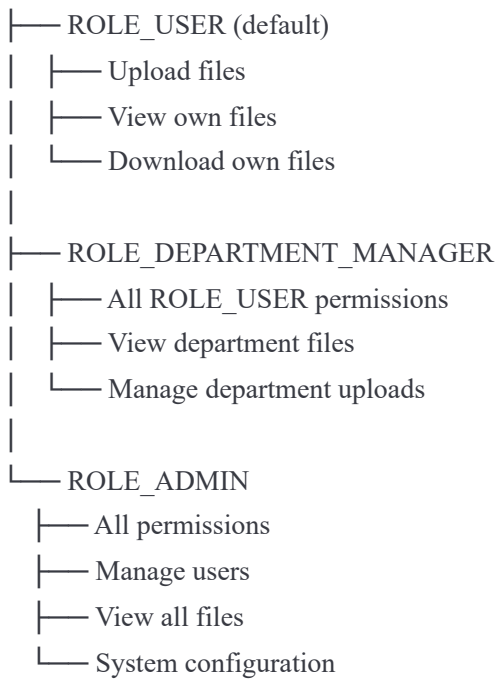 ├── ROLE_USER (default)
│ ├── Upload files
│ ├── View own files
│ └── Download own files
│
├── ROLE_DEPARTMENT_MANAGER
│ ├── All ROLE_USER permissions
│ ├── View department files
│ └── Manage department uploads
│
└── ROLE_ADMIN
├── All permissions
├── Manage users
├── View all files
└── System configuration